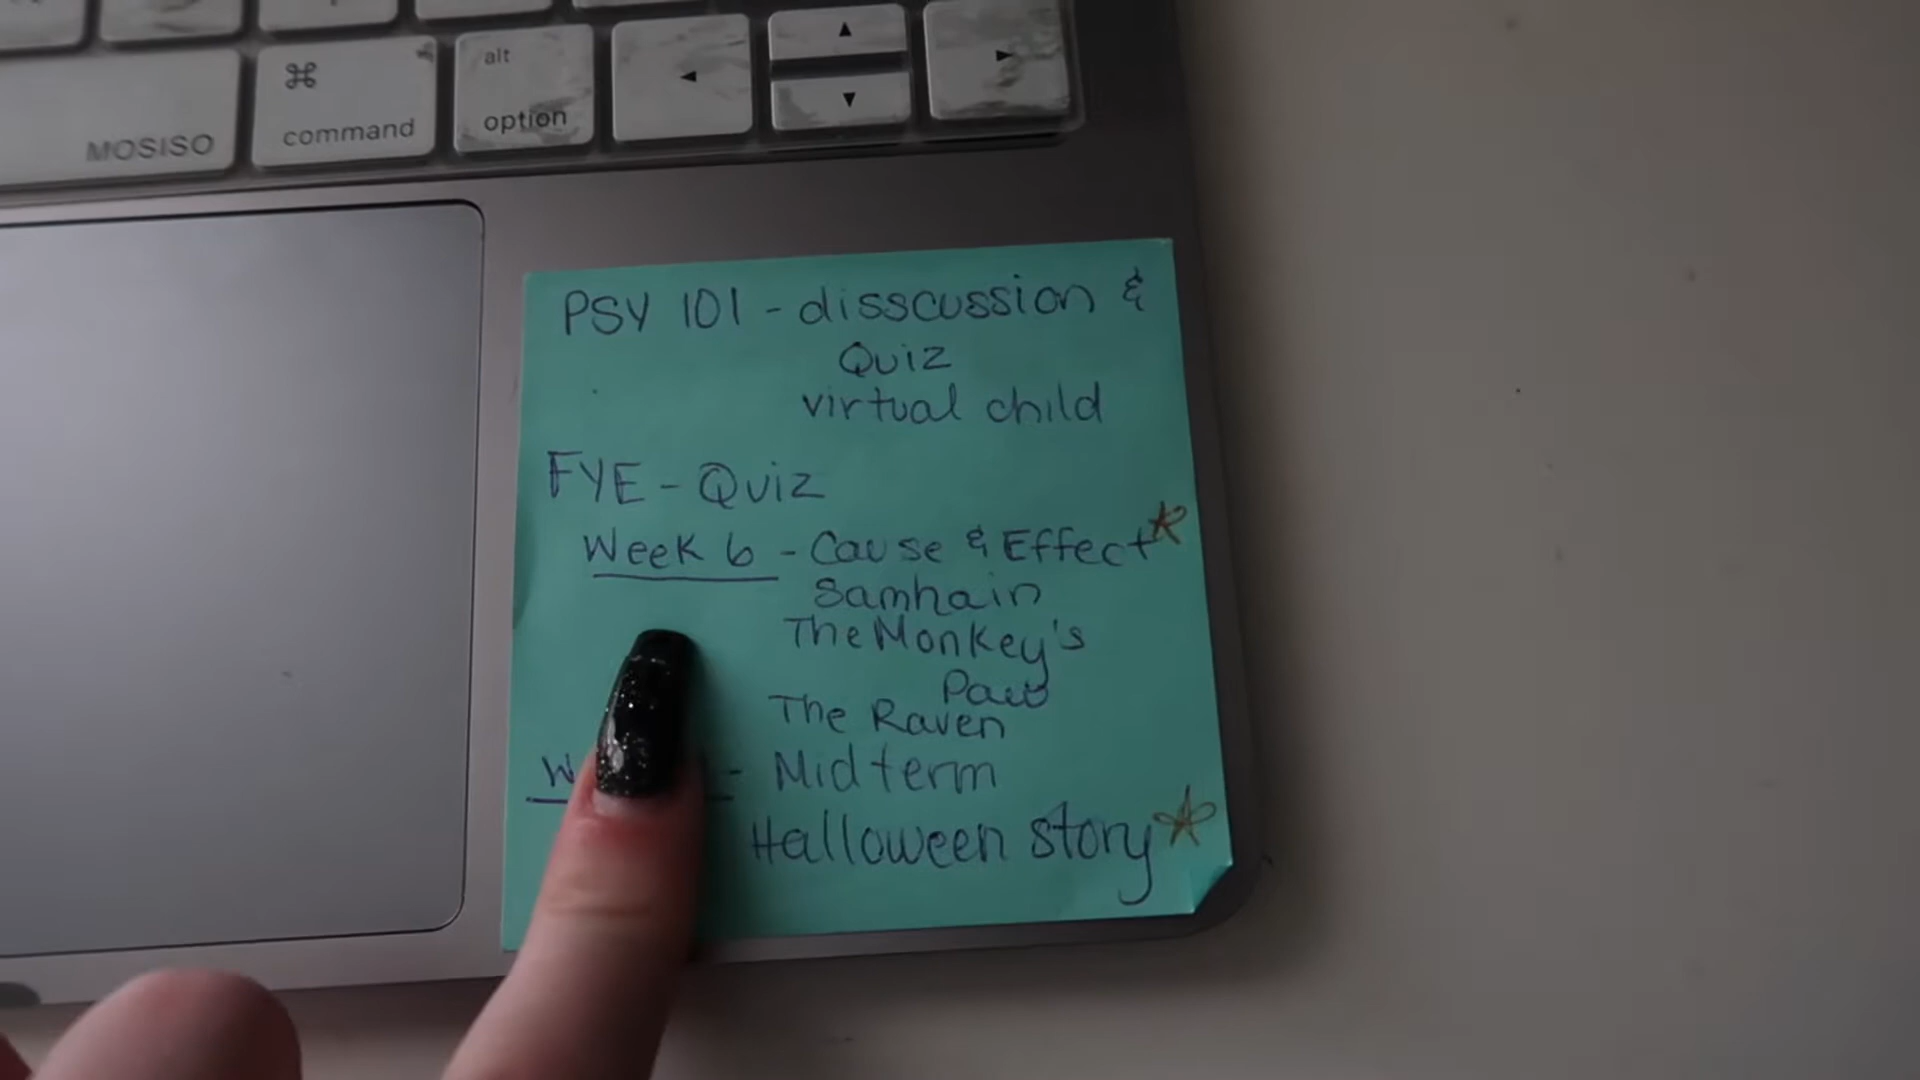 ⌘
command
alt
option
◄
▲
▼
►
MOSISO
PSY 101 - disscussion &
Quiz
virtual child
FYE - Quiz
Week 6 - Cause & Effect
Samhain
The Monkey's
Paw
The Raven
- Midterm
Halloween story